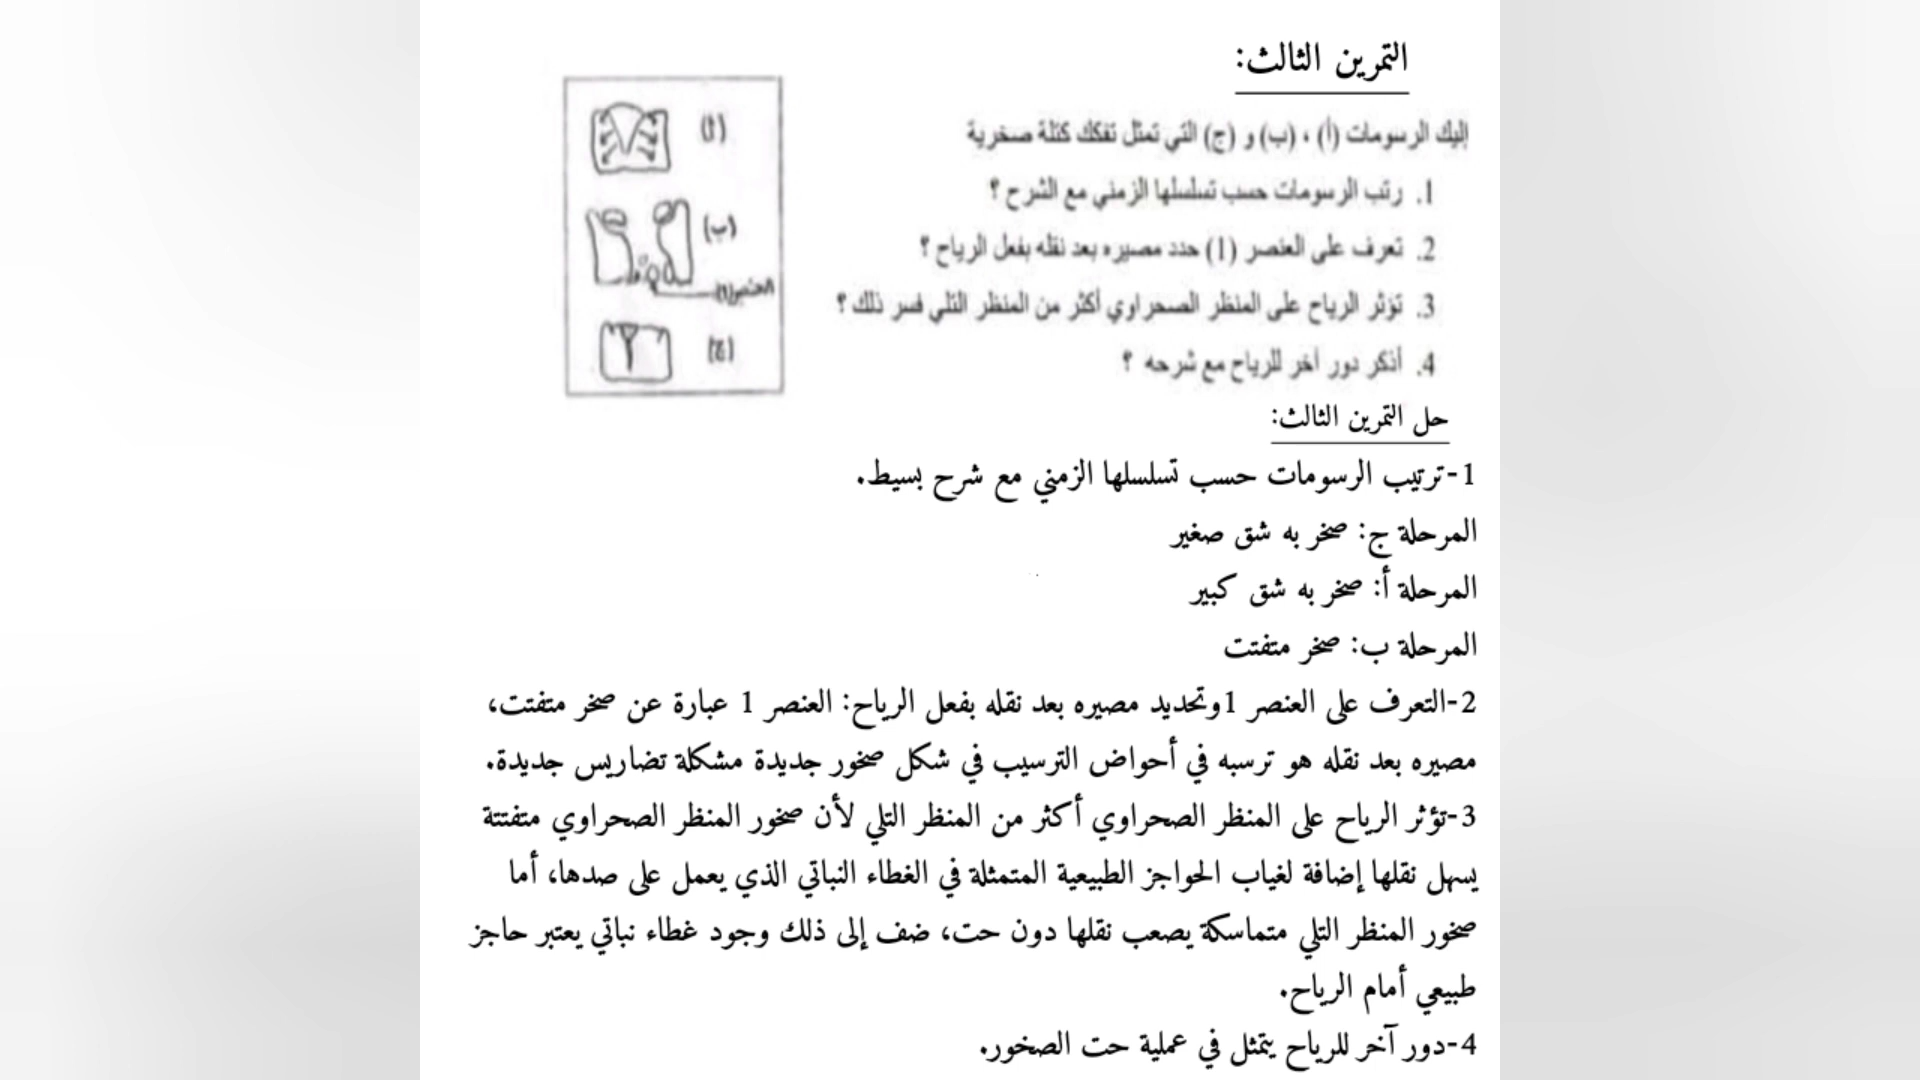 التمرين الثالث:
إليك الرسومات (أ) ، (ب) و (ج) التي تمثل تفكك كتلة صخرية
1. رتب الرسومات حسب تسلسلها الزمني مع الشرح ؟
2. تعرف على العنصر (1) حدد مصيره بعد نقله بفعل الرياح ؟
3. تؤثر الرياح على المنظر الصحراوي أكثر من المنظر التلي فسر ذلك ؟
4. أذكر دور آخر للرياح مع شرحه ؟
(أ)
(ب)
العنصر(1)
(ج)
حل التمرين الثالث:
1-ترتيب الرسومات حسب تسلسلها الزمني مع شرح بسيط.
المرحلة ج: صخر به شق صغير
المرحلة أ: صخر به شق كبير
المرحلة ب: صخر متفتت
2-التعرف على العنصر 1وتحديد مصيره بعد نقله بفعل الرياح: العنصر 1 عبارة عن صخر متفتت،
مصيره بعد نقله هو ترسبه في أحواض الترسيب في شكل صخور جديدة مشكلة تضاريس جديدة.
3-تؤثر الرياح على المنظر الصحراوي أكثر من المنظر التلي لأن صخور المنظر الصحراوي متفتتة
يسهل نقلها إضافة لغياب الحواجز الطبيعية المتمثلة في الغطاء النباتي الذي يعمل على صدها، أما
صخور المنظر التلي متماسكة يصعب نقلها دون حت، ضف إلى ذلك وجود غطاء نباتي يعتبر حاجز
طبيعي أمام الرياح.
4-دور آخر للرياح يتمثل في عملية حت الصخور.